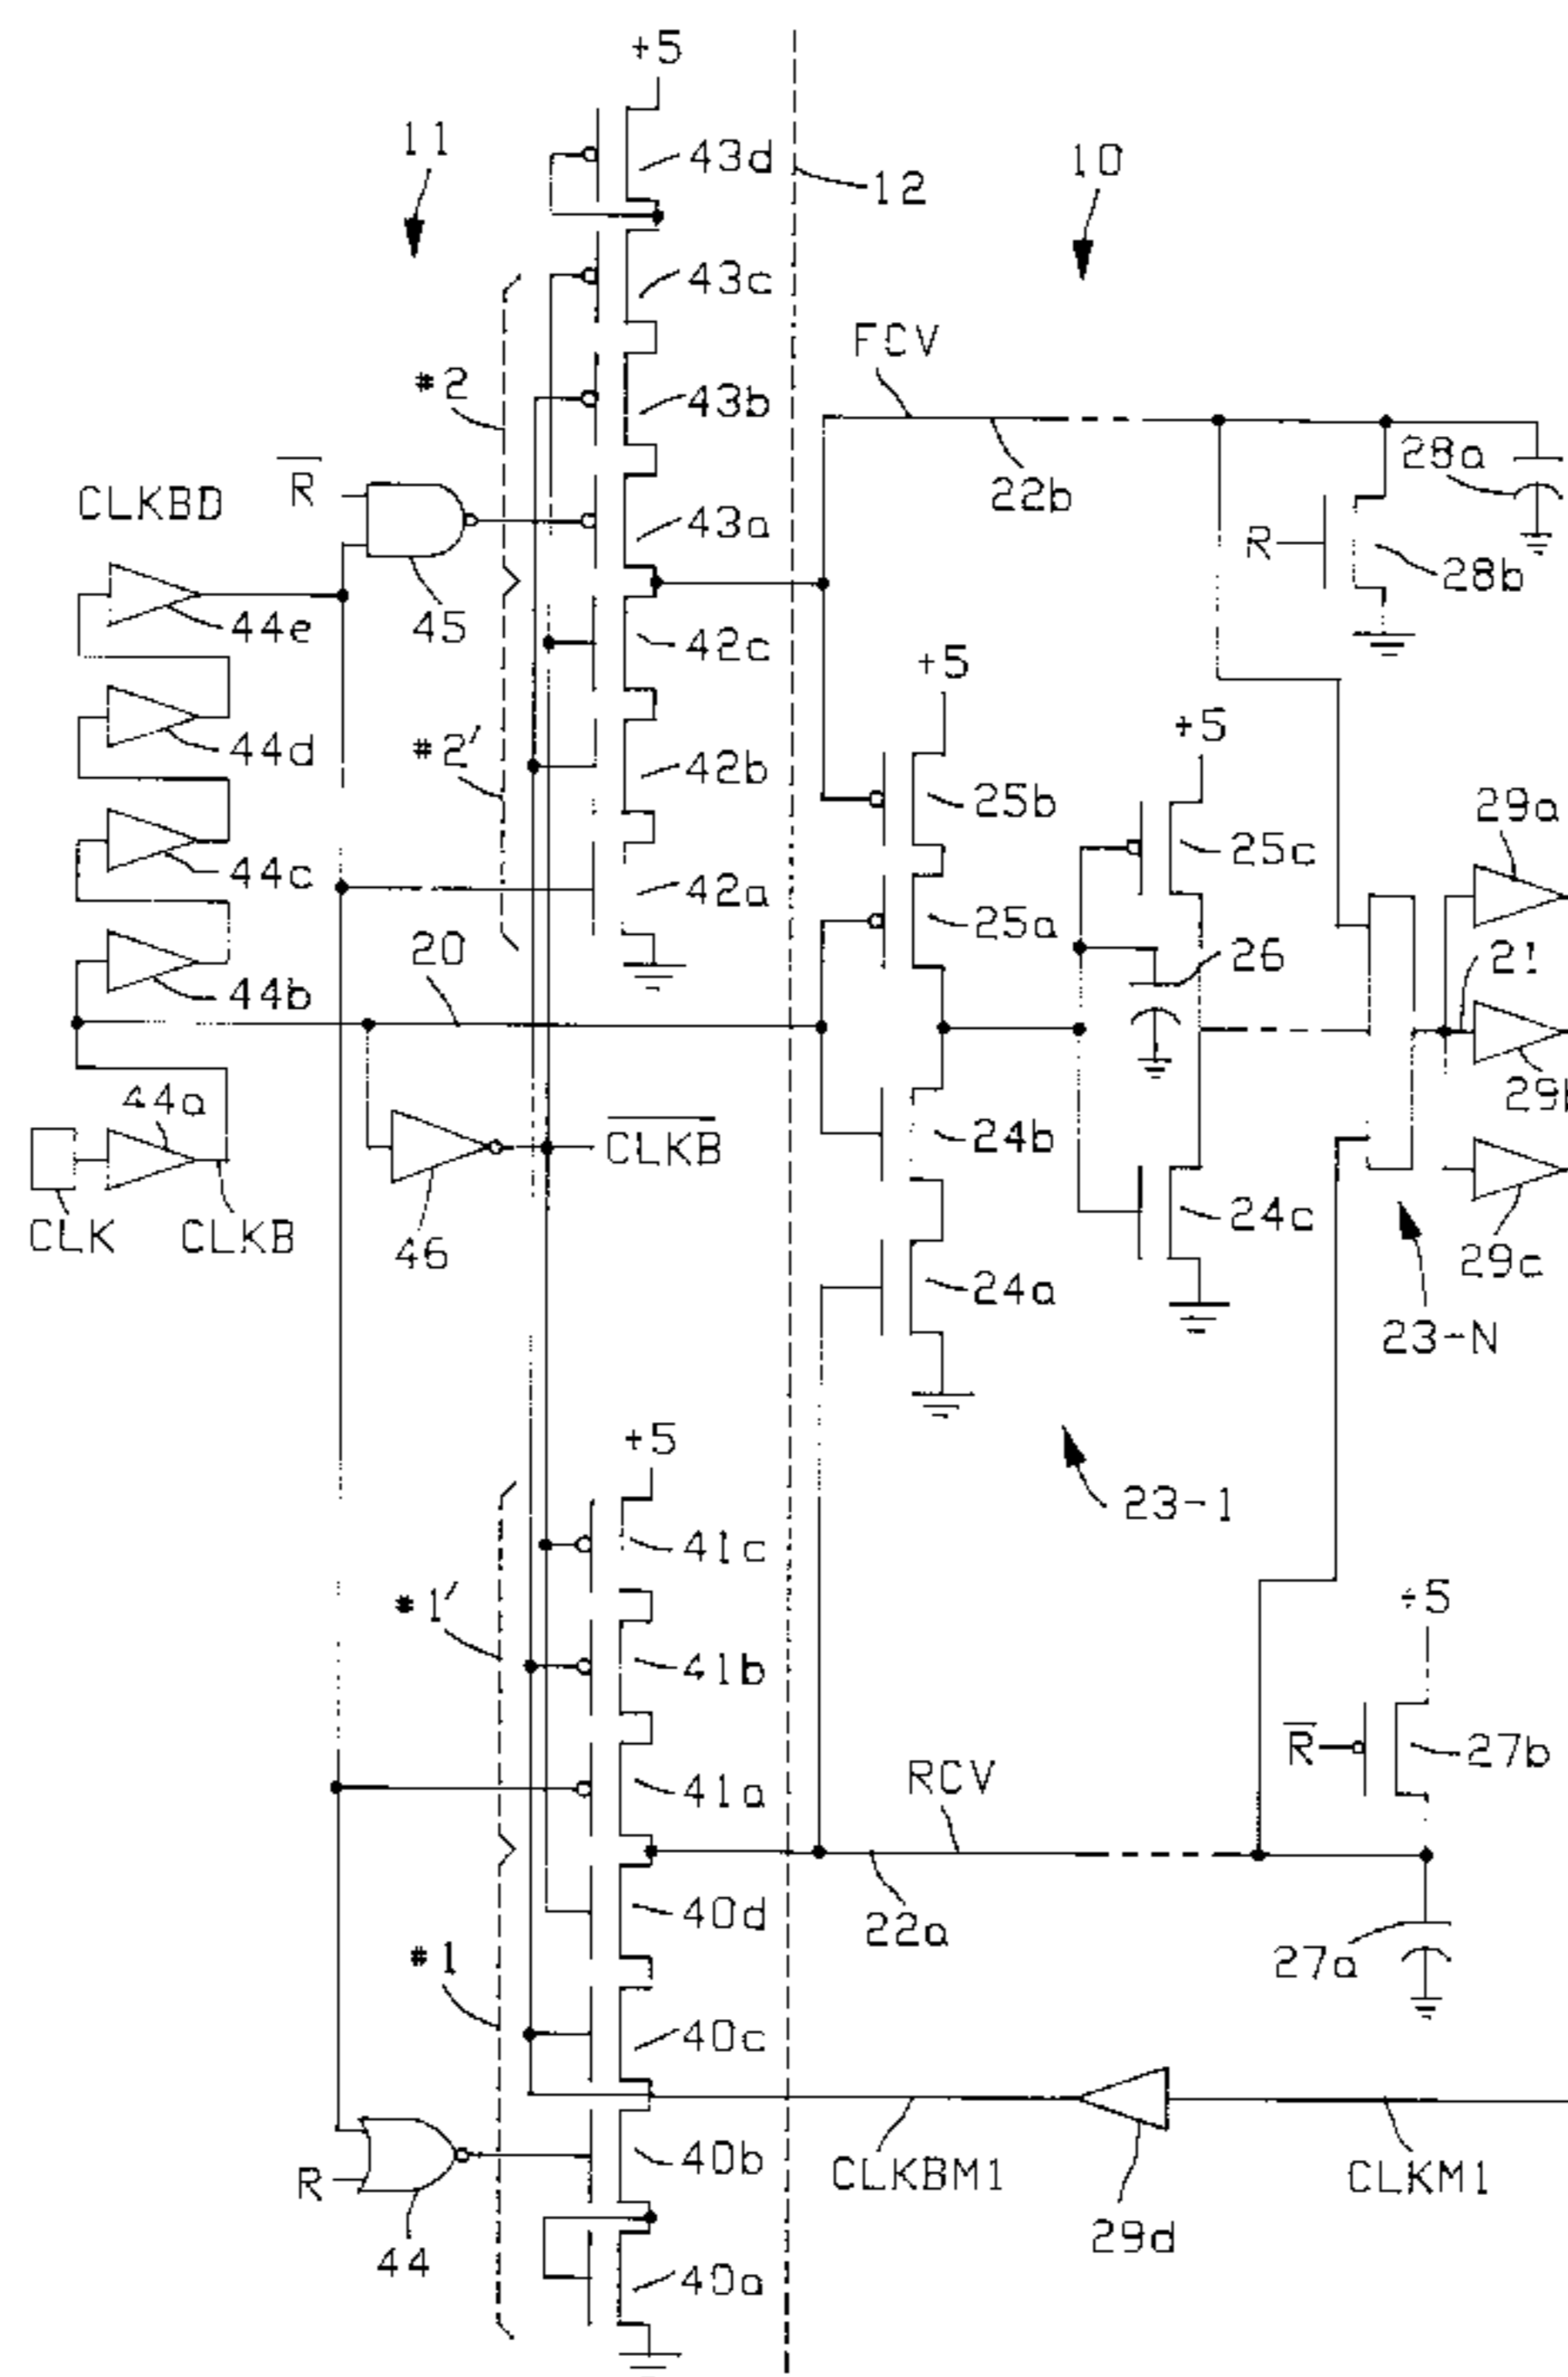 +5
11
43d
10
12
43c
FCV
#2
43b
28a
R
22b
CLKBD
43a
R
28b
44e
45
42c
+5
+5
44d
#2'
42b
25b
29a
25c
44c
42a
25a
20
26
21
44b
44a
29b
24b
CLKB
CLK
CLKB
46
24c
29c
24a
23-N
+5
23-1
41c
#1'
+5
41b
R
27b
RCV
41a
40d
22a
#1
27a
40c
40b
R
CLKBM1
CLKM1
29d
44
40a